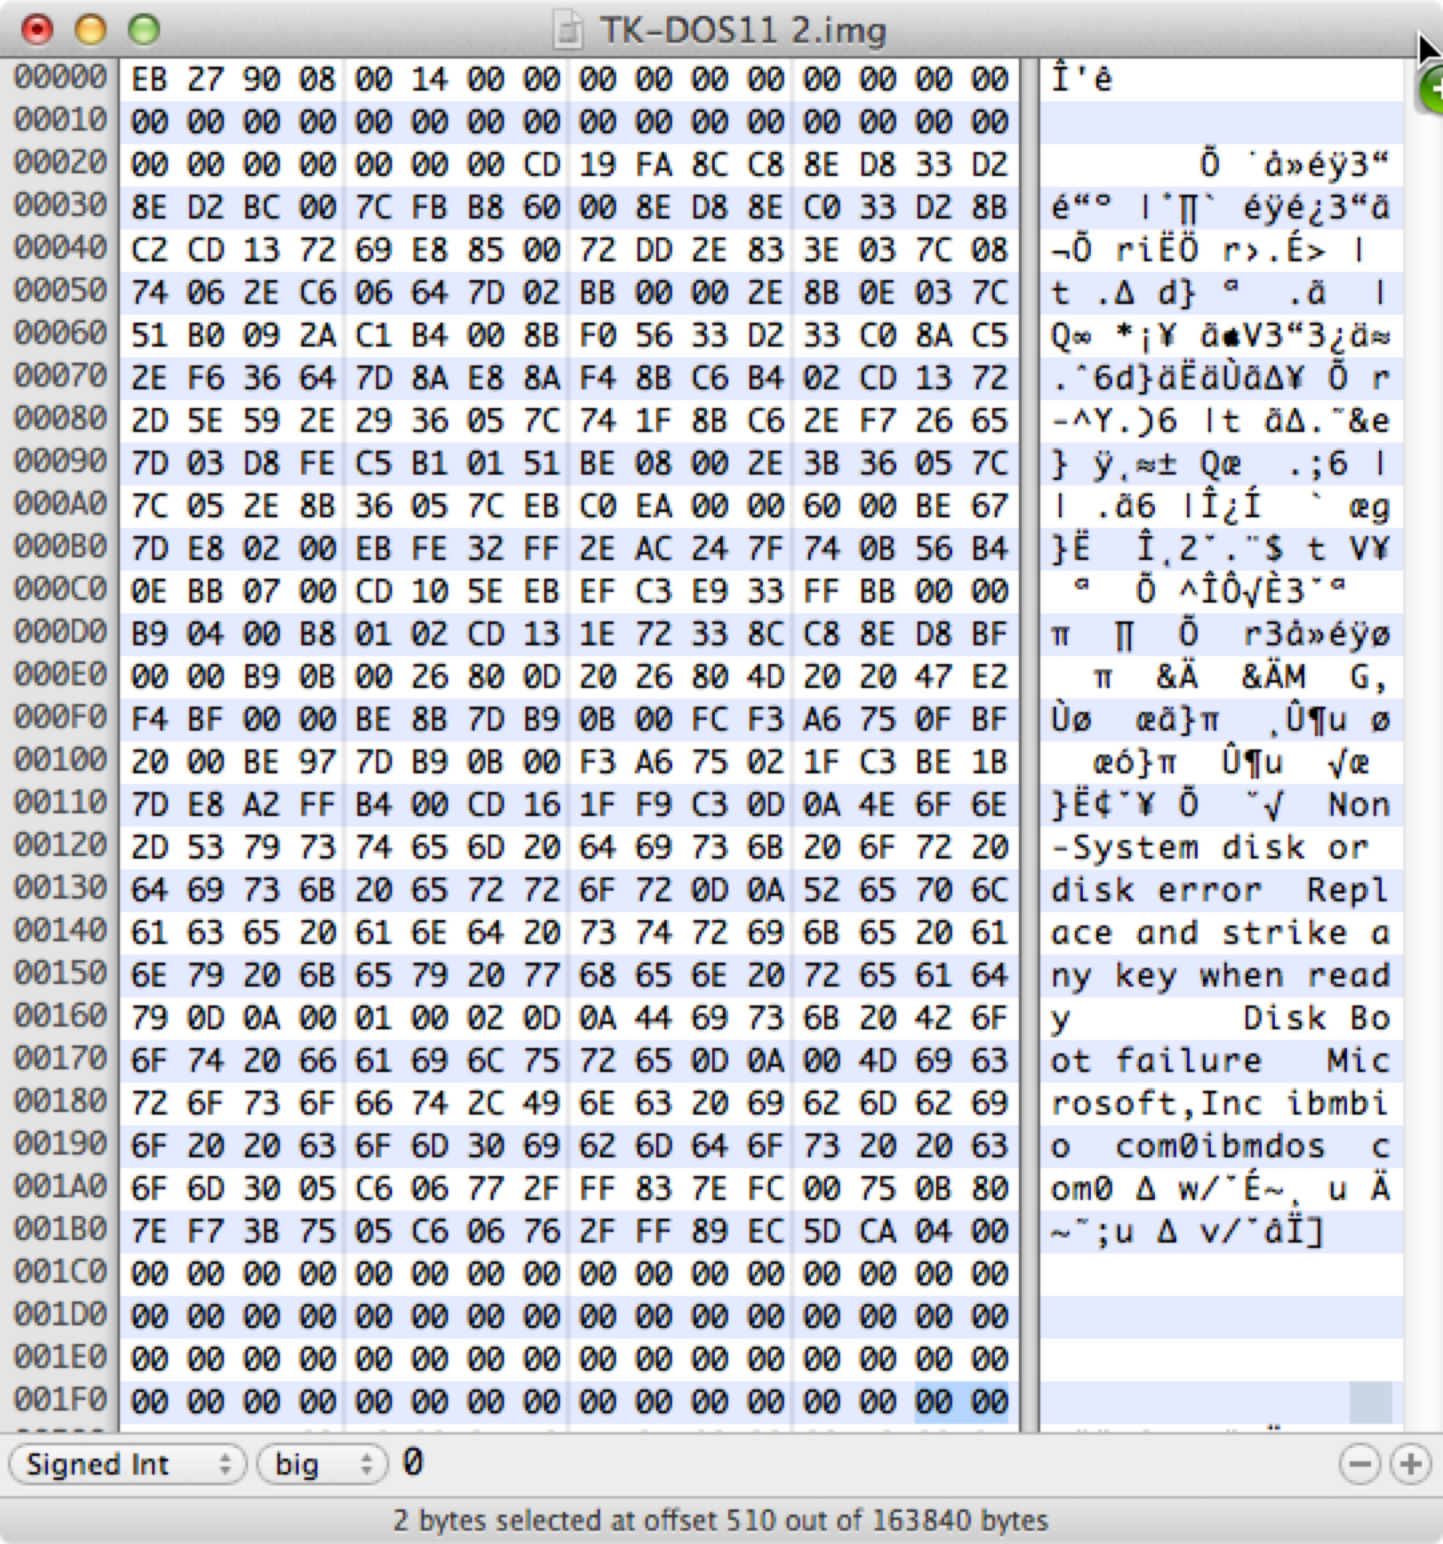 TK-DOS11 2.img
00000 EB 27 90 08 00 14 00 00 00 00 00 00 00 00 00 00 Î'ê
00010 00 00 00 00 00 00 00 00 00 00 00 00 00 00 00 00
00020 00 00 00 00 00 00 00 CD 19 FA 8C C8 8E D8 33 D2 Õ ˙å»éÿ3“
00030 8E D2 BC 00 7C FB B8 60 00 8E D8 8E C0 33 D2 8B é“º |˚∏` éÿé¿3“ã
00040 C2 CD 13 72 69 E8 85 00 72 DD 2E 83 3E 03 7C 08 ¬Õ riËÖ r›.É> |
00050 74 06 2E C6 06 64 7D 02 BB 00 00 2E 8B 0E 03 7C t .∆ d} ª .ã |
00060 51 B0 09 2A C1 B4 00 8B F0 56 33 D2 33 C0 8A C5 Q∞ *¡¥ ãV3“3¿ä≈
00070 2E F6 36 64 7D 8A E8 8A F4 8B C6 B4 02 CD 13 72 .ˆ6d}äËäÙã∆¥ Õ r
00080 2D 5E 59 2E 29 36 05 7C 74 1F 8B C6 2E F7 26 65 -^Y.)6 |t ã∆.˜&e
00090 7D 03 D8 FE C5 B1 01 51 BE 08 00 2E 3B 36 05 7C } ÿ˛≈± Qæ .;6 |
000A0 7C 05 2E 8B 36 05 7C EB C0 EA 00 00 60 00 BE 67 | .ã6 |Î¿Í ` æg
000B0 7D E8 02 00 EB FE 32 FF 2E AC 24 7F 74 0B 56 B4 }Ë Î˛2ˇ.¨$ t V¥
000C0 0E BB 07 00 CD 10 5E EB EF C3 E9 33 FF BB 00 00 ª Õ ^ÎÔ√È3ˇª
000D0 B9 04 00 B8 01 02 CD 13 1E 72 33 8C C8 8E D8 BF π ∏ Õ r3å»éÿø
000E0 00 00 B9 0B 00 26 80 0D 20 26 80 4D 20 20 47 E2 π &Ä &ÄM G‚
000F0 F4 BF 00 00 BE 8B 7D B9 0B 00 FC F3 A6 75 0F BF Ùø æã}π ¸Û¶u ø
00100 20 00 BE 97 7D B9 0B 00 F3 A6 75 02 1F C3 BE 1B æó}π Û¶u √æ
00110 7D E8 A2 FF B4 00 CD 16 1F F9 C3 0D 0A 4E 6F 6E }Ë¢ˇ¥ Õ ˘√ Non
00120 2D 53 79 73 74 65 6D 20 64 69 73 6B 20 6F 72 20 -System disk or
00130 64 69 73 6B 20 65 72 72 6F 72 0D 0A 52 65 70 6C disk error Repl
00140 61 63 65 20 61 6E 64 20 73 74 72 69 6B 65 20 61 ace and strike a
00150 6E 79 20 6B 65 79 20 77 68 65 6E 20 72 65 61 64 ny key when read
00160 79 0D 0A 00 01 00 02 0D 0A 44 69 73 6B 20 42 6F y Disk Bo
00170 6F 74 20 66 61 69 6C 75 72 65 0D 0A 00 4D 69 63 ot failure Mic
00180 72 6F 73 6F 66 74 2C 49 6E 63 20 69 62 6D 62 69 rosoft,Inc ibmbi
00190 6F 20 20 63 6F 6D 30 69 62 6D 64 6F 73 20 20 63 o com0ibmdos c
001A0 6F 6D 30 05 C6 06 77 2F FF 83 7E FC 00 75 0B 80 om0 ∆ w/ˇÉ~¸ u Ä
001B0 7E F7 3B 75 05 C6 06 76 2F FF 89 EC 5D CA 04 00 ~˜;u ∆ v/ˇâÏ]
001C0 00 00 00 00 00 00 00 00 00 00 00 00 00 00 00 00
001D0 00 00 00 00 00 00 00 00 00 00 00 00 00 00 00 00
001E0 00 00 00 00 00 00 00 00 00 00 00 00 00 00 00 00
001F0 00 00 00 00 00 00 00 00 00 00 00 00 00 00 00 00
Signed Int big 0
2 bytes selected at offset 510 out of 163840 bytes